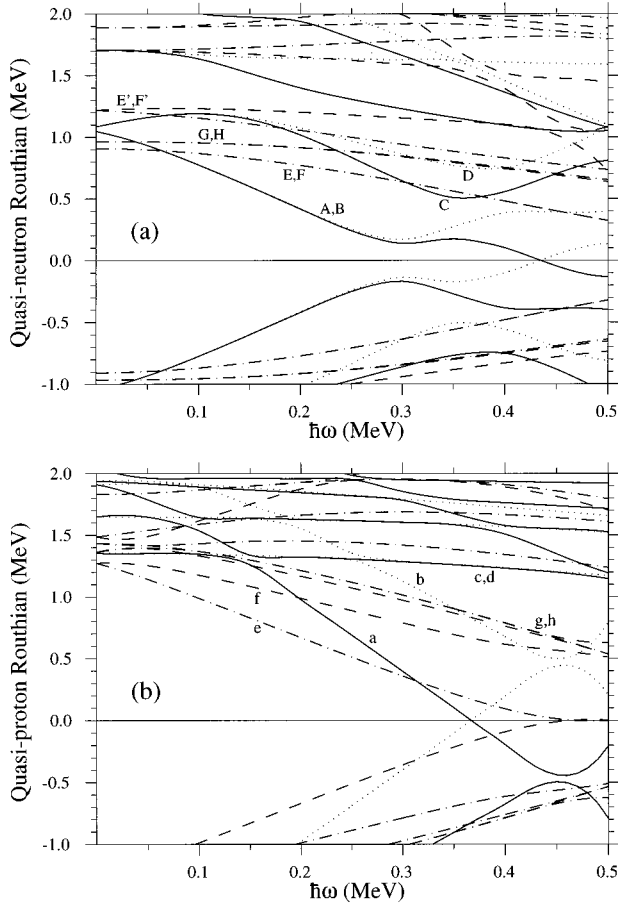 2.0
1.5
1.0
0.5
0.0
-0.5
-1.0
Quasi-neutron Routhian (MeV)
E',F'
G,H
E,F
A,B
D
C
(a)
0.1 0.2 0.3 0.4 0.5
ħω (MeV)
2.0
1.5
1.0
0.5
0.0
-0.5
-1.0
Quasi-proton Routhian (MeV)
b
c,d
f
e
a
g,h
(b)
0.1 0.2 0.3 0.4 0.5
ħω (MeV)